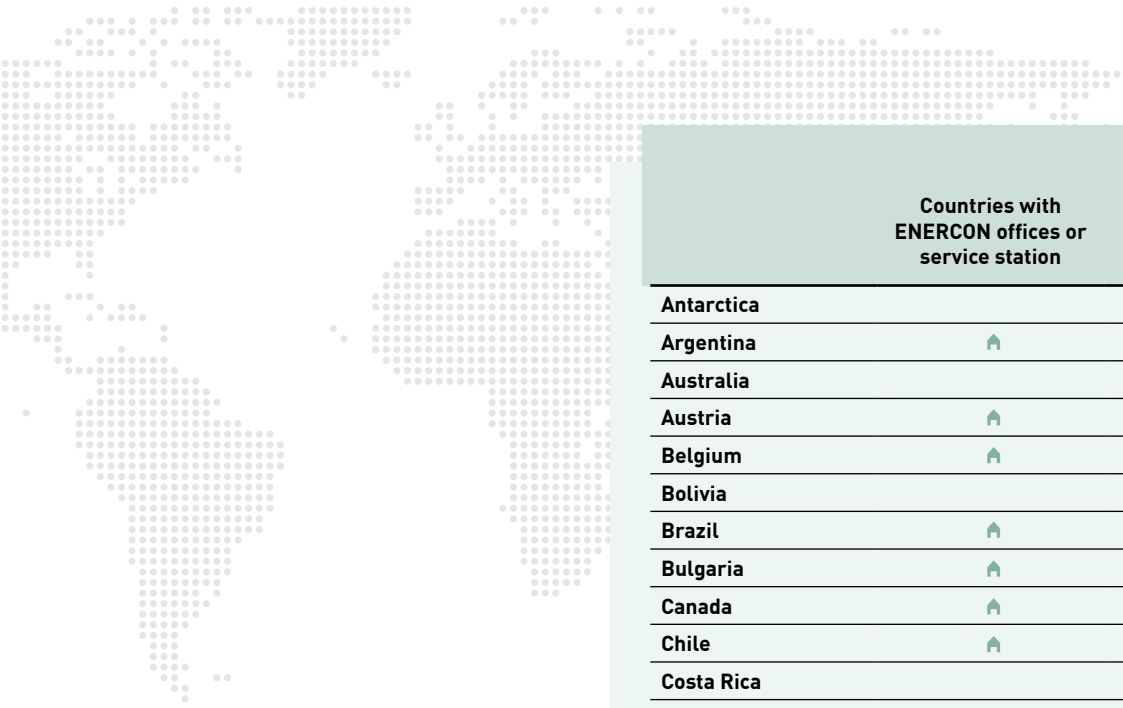 Countries with
ENERCON offices or
service station
Antarctica
Argentina
Australia
Austria
Belgium
Bolivia
Brazil
Bulgaria
Canada
Chile
Costa Rica